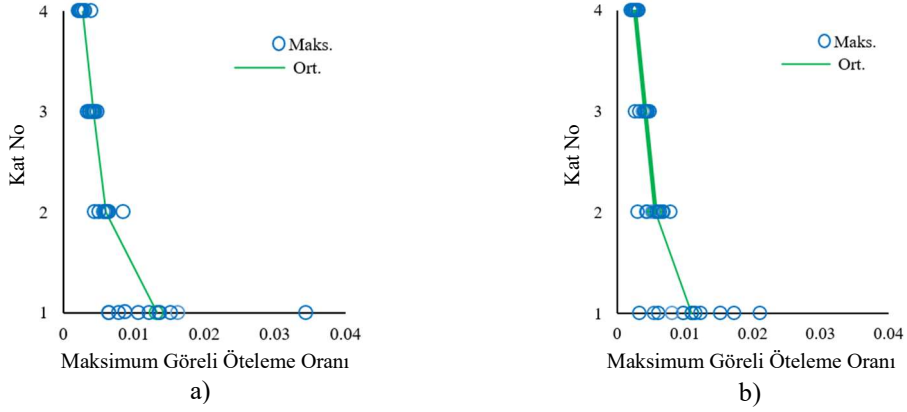 4
3
2
1
Kat No
0
0.01
0.02
0.03
0.04
Maks.
Ort.
Maksimum Göreli Öteleme Oranı
a)
4
3
2
1
Kat No
0
0.01
0.02
0.03
0.04
Maks.
Ort.
Maksimum Göreli Öteleme Oranı
b)